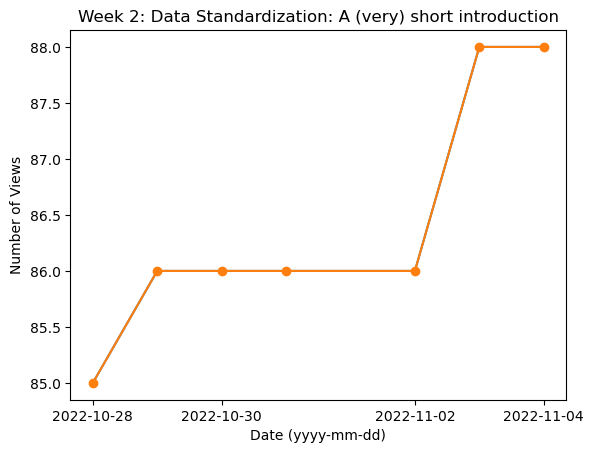 Week 2: Data Standardization: A (very) short introduction
88.0
87.5
87.0
86.5
86.0
85.5
85.0
Number of Views
2022-10-28 2022-10-30 2022-11-02 2022-11-04
Date (yyyy-mm-dd)